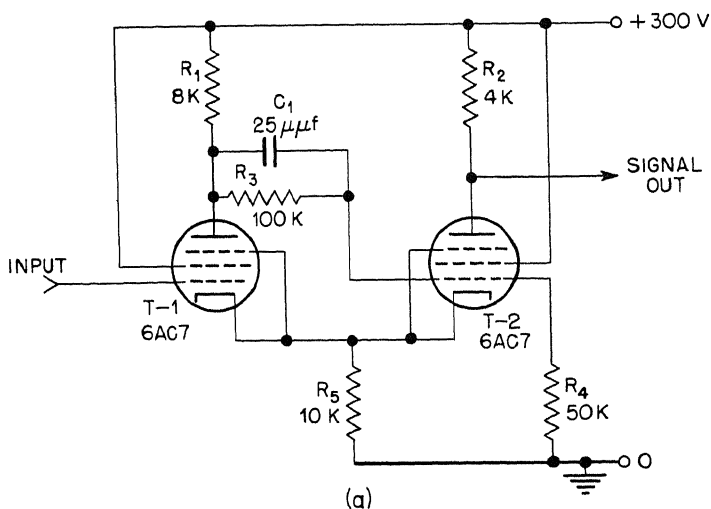 +300 V
R1
8K
C1
25 μμf
R2
4K
R3
100 K
SIGNAL
OUT
INPUT
T-1
6AC7
T-2
6AC7
R5
10 K
R4
50K
0
(a)